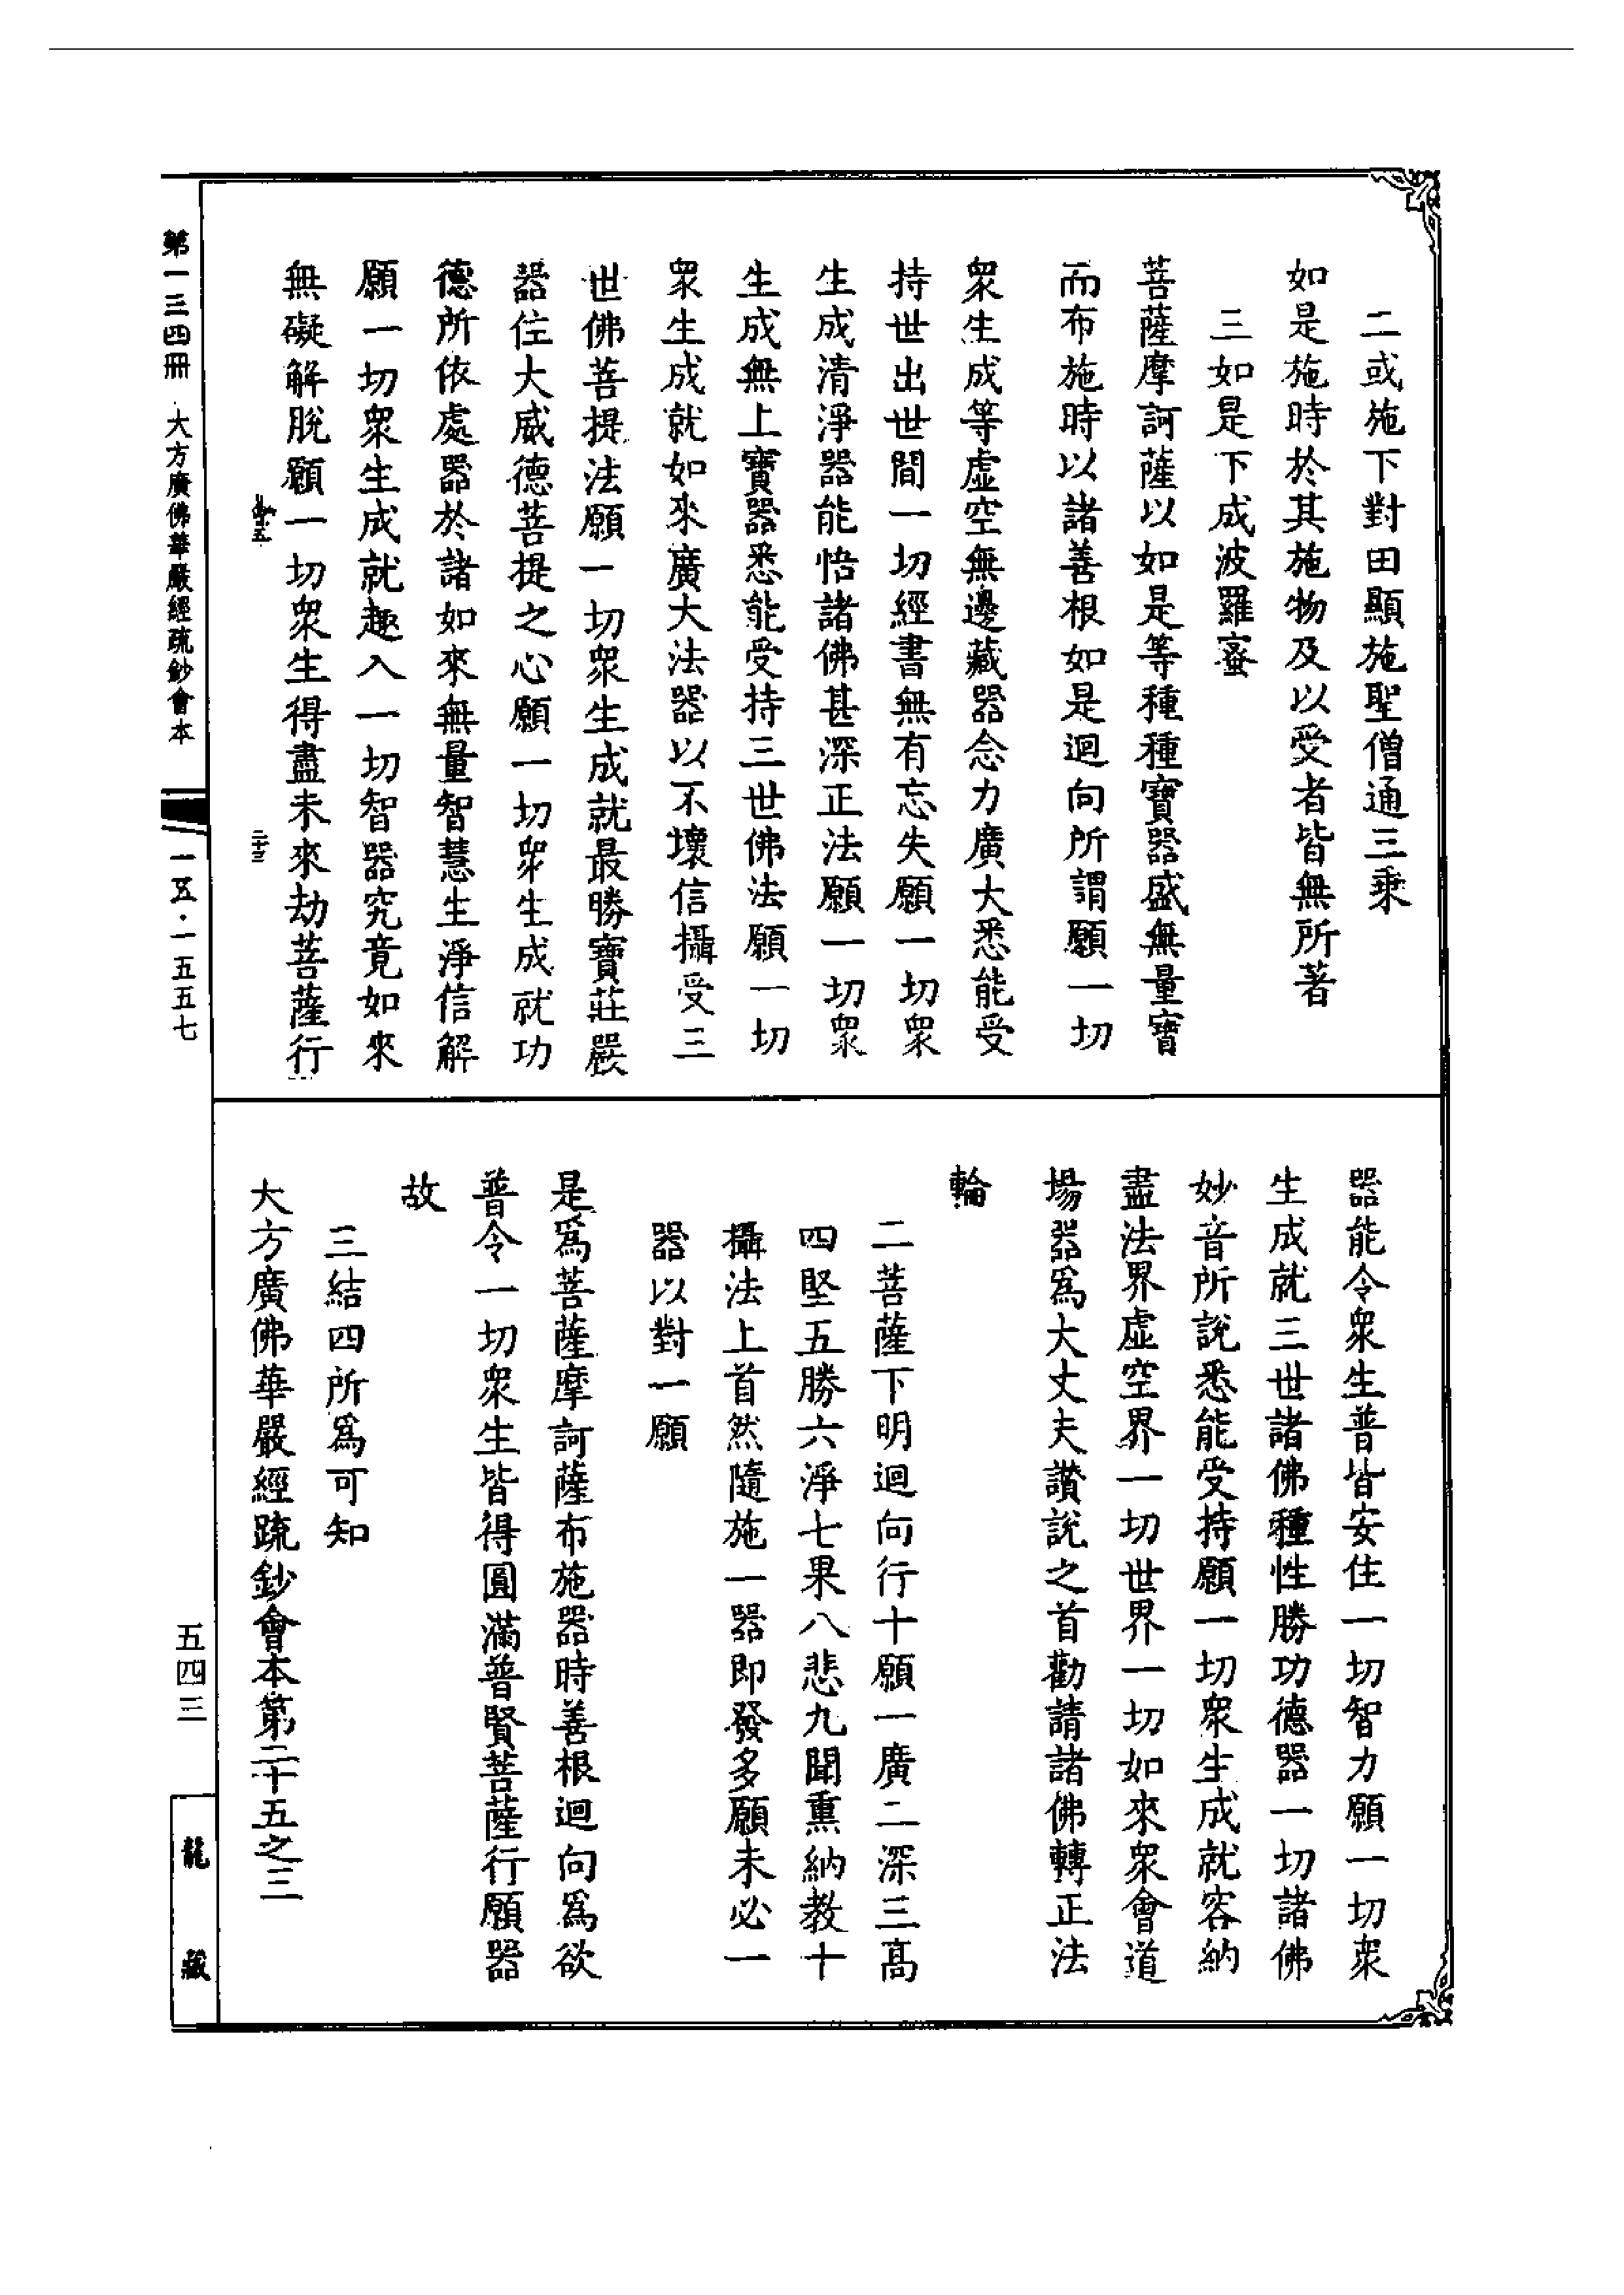 二或施下對田顯施聖僧通三乘
如是施時於其施物及以受者皆無所著
三如是下成波羅蜜
菩薩摩訶薩以如是等種種寶器盛無量寶
而布施時以諸善根如是迴向所謂願一切
眾生成等虛空無邊藏器念力廣大悉能受
持世出世間一切經書無有忘失願一切眾
生成清淨器能悟諸佛甚深正法願一切眾
生成無上寶器悉能受持三世佛法願一切
眾生成就如來廣大法器以不壞信攝受三
世佛菩提法願一切眾生成就最勝寶莊嚴
器住大威德菩提之心願一切眾生成就功
德所依處器於諸如來無量智慧生淨信解
願一切眾生成就趣入一切智器究竟如來
無礙解脫願一切眾生得盡未來劫菩薩行
二十三
第一三四冊 大方廣佛華嚴經疏鈔會本
一五·一五五七
器能令眾生普皆安住一切智力願一切眾
生成就三世諸佛種性勝功德器一切諸佛
妙音所說悉能受持願一切眾生成就容納
盡法界虛空界一切世界一切如來眾會道
場器為大丈夫讚說之首勸請諸佛轉正法
輪
二菩薩下明迴向行十願一廣二深三高
四堅五勝六淨七果八悲九聞熏納教十
攝法上首然隨施一器即發多願未必一
器以對一願
是為菩薩摩訶薩布施器時善根迴向為欲
普令一切眾生皆得圓滿普賢菩薩行願器
故
三結四所為可知
大方廣佛華嚴經疏鈔會本第二十五之三
五四三
龍藏